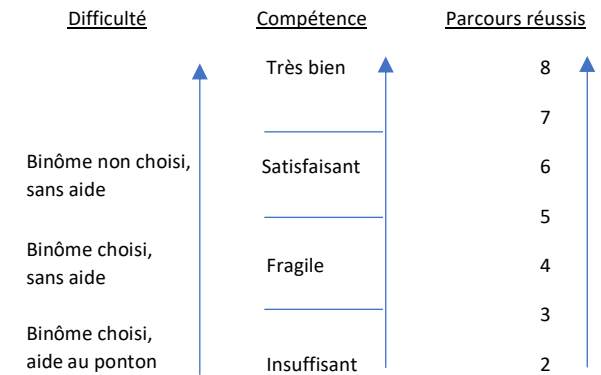 Difficulté Compétence Parcours réussis
Très bien 8
7
Binôme non choisi,
sans aide
Satisfaisant 6
5
Binôme choisi,
sans aide
Fragile 4
3
Binôme choisi,
aide au ponton
Insuffisant 2